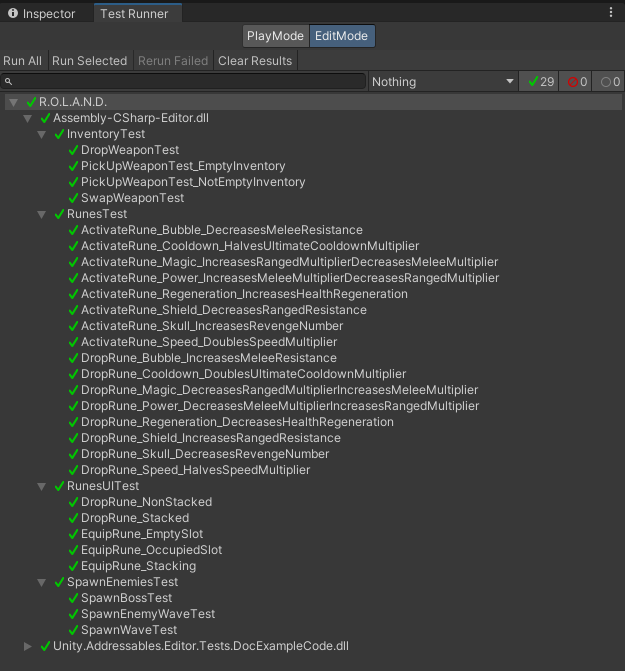 Inspector Test Runner
PlayMode EditMode
Run All Run Selected Rerun Failed Clear Results
Nothing 29 0 0
R.O.L.A.N.D.
Assembly-CSharp-Editor.dll
InventoryTest
DropWeaponTest
PickUpWeaponTest_EmptyInventory
PickUpWeaponTest_NotEmptyInventory
SwapWeaponTest
RunesTest
ActivateRune_Bubble_DecreasesMeleeResistance
ActivateRune_Cooldown_HalvesUltimateCooldownMultiplier
ActivateRune_Magic_IncreasesRangedMultiplierDecreasesMeleeMultiplier
ActivateRune_Power_IncreasesMeleeMultiplierDecreasesRangedMultiplier
ActivateRune_Regeneration_IncreasesHealthRegeneration
ActivateRune_Shield_DecreasesRangedResistance
ActivateRune_Skull_IncreasesRevengeNumber
ActivateRune_Speed_DoublesSpeedMultiplier
DropRune_Bubble_IncreasesMeleeResistance
DropRune_Cooldown_DoublesUltimateCooldownMultiplier
DropRune_Magic_DecreasesRangedMultiplierIncreasesMeleeMultiplier
DropRune_Power_DecreasesMeleeMultiplierIncreasesRangedMultiplier
DropRune_Regeneration_DecreasesHealthRegeneration
DropRune_Shield_IncreasesRangedResistance
DropRune_Skull_DecreasesRevengeNumber
DropRune_Speed_HalvesSpeedMultiplier
RunesUITest
DropRune_NonStacked
DropRune_Stacked
EquipRune_EmptySlot
EquipRune_OccupiedSlot
EquipRune_Stacking
SpawnEnemiesTest
SpawnBossTest
SpawnEnemyWaveTest
SpawnWaveTest
Unity.Addressables.Editor.Tests.DocExampleCode.dll